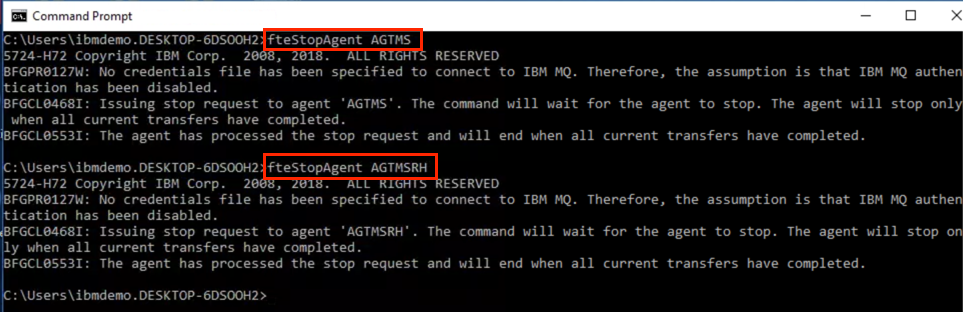 Command Prompt
C:\Users\ibmdemo.DESKTOP-6DSOOH2>fteStopAgent AGTMS
5724-H72 Copyright IBM Corp.  2008, 2018.  ALL RIGHTS RESERVED
BFGPR0127W: No credentials file has been specified to connect to IBM MQ. Therefore, the assumption is that IBM MQ authen
tication has been disabled.
BFGCL0468I: Issuing stop request to agent 'AGTMS'. The command will wait for the agent to stop. The agent will stop only
 when all current transfers have completed.
BFGCL0553I: The agent has processed the stop request and will end when all current transfers have completed.
C:\Users\ibmdemo.DESKTOP-6DSOOH2>fteStopAgent AGTMSRH
5724-H72 Copyright IBM Corp.  2008, 2018.  ALL RIGHTS RESERVED
BFGPR0127W: No credentials file has been specified to connect to IBM MQ. Therefore, the assumption is that IBM MQ authen
tication has been disabled.
BFGCL0468I: Issuing stop request to agent 'AGTMSRH'. The command will wait for the agent to stop. The agent will stop on
ly when all current transfers have completed.
BFGCL0553I: The agent has processed the stop request and will end when all current transfers have completed.
C:\Users\ibmdemo.DESKTOP-6DSOOH2>